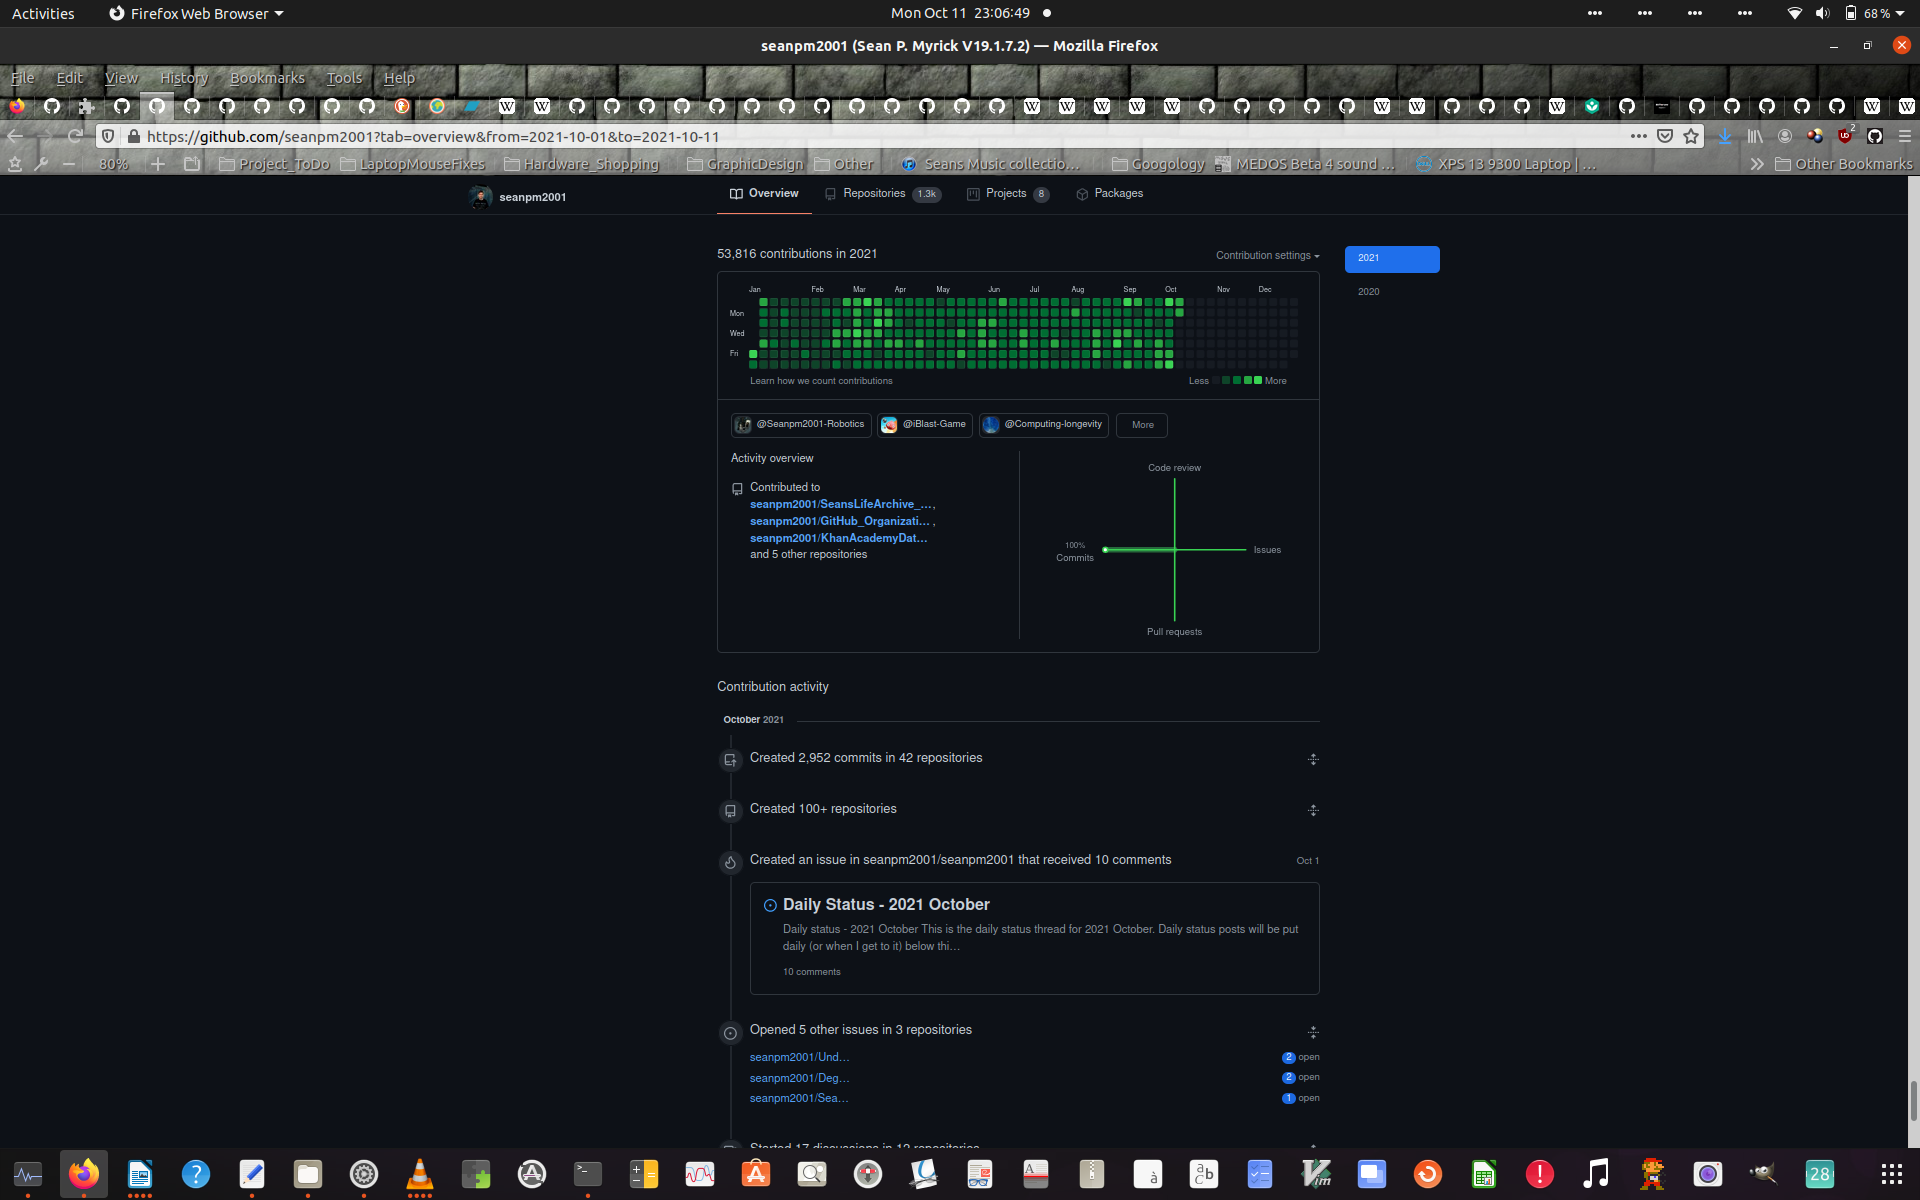 Activities
Firefox Web Browser
Mon Oct 11 23:06:49
68%
seanpm2001 (Sean P. Myrick V19.1.7.2) — Mozilla Firefox
File Edit View History Bookmarks Tools Help
https://github.com/seanpm2001?tab=overview&from=2021-10-01&to=2021-10-11
2
80%
Project_ToDo
LaptopMouseFixes
Hardware_Shopping
GraphicDesign
Other
Seans Music collectio…
Googology
MEDOS Beta 4 sound …
XPS 13 9300 Laptop | …
Other Bookmarks
seanpm2001
Overview
Repositories 1.3k
Projects 8
Packages
53,816 contributions in 2021
Contribution settings
2021
2020
Jan Feb Mar Apr May Jun Jul Aug Sep Oct Nov Dec
Mon
Wed
Fri
Learn how we count contributions
Less More
@Seanpm2001-Robotics
@iBlast-Game
@Computing-longevity
More
Activity overview
Contributed to
seanpm2001/SeansLifeArchive_…,
seanpm2001/GitHub_Organizati… ,
seanpm2001/KhanAcademyDat…
and 5 other repositories
Code review
100%
Commits
Issues
Pull requests
Contribution activity
October 2021
Created 2,952 commits in 42 repositories
Created 100+ repositories
Created an issue in seanpm2001/seanpm2001 that received 10 comments
Oct 1
Daily Status - 2021 October
Daily status - 2021 October This is the daily status thread for 2021 October. Daily status posts will be put
daily (or when I get to it) below thi…
10 comments
Opened 5 other issues in 3 repositories
seanpm2001/Und…
2 open
seanpm2001/Deg…
2 open
seanpm2001/Sea…
1 open
Started 17 discussions in 12 repositories
28